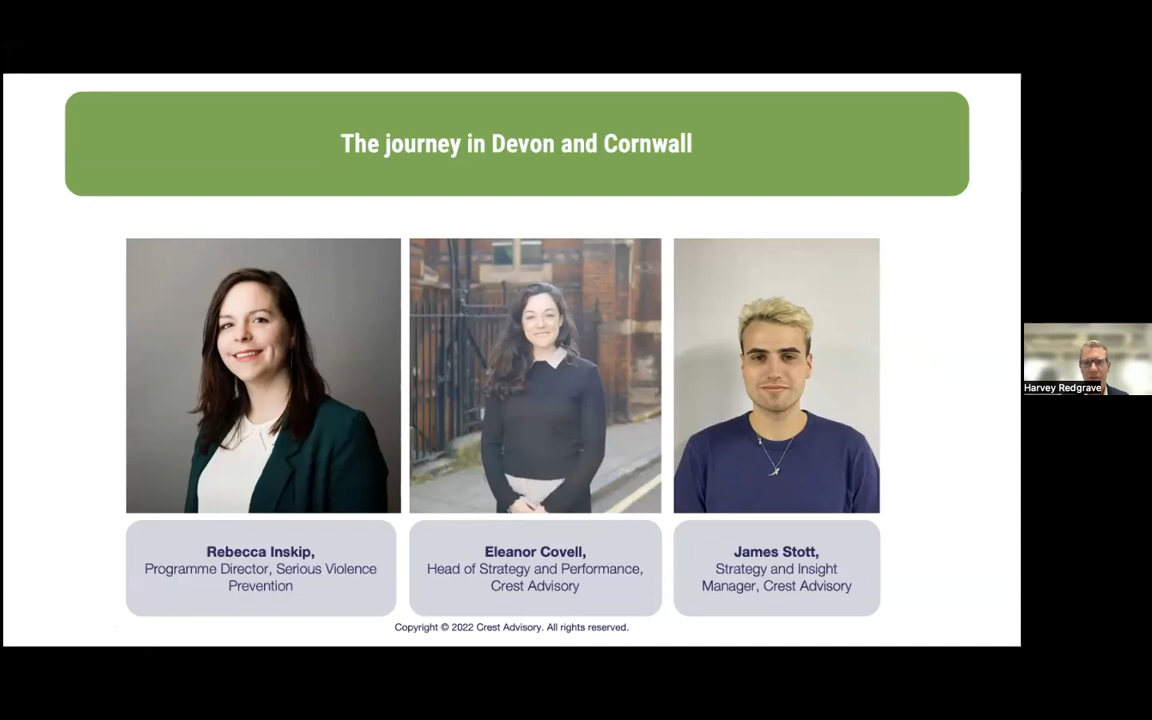 The journey in Devon and Cornwall
Rebecca Inskip,
Programme Director, Serious Violence
Prevention
Eleanor Covell,
Head of Strategy and Performance,
Crest Advisory
James Stott,
Strategy and Insight
Manager, Crest Advisory
Copyright © 2022 Crest Advisory. All rights reserved.
Harvey Redgrave